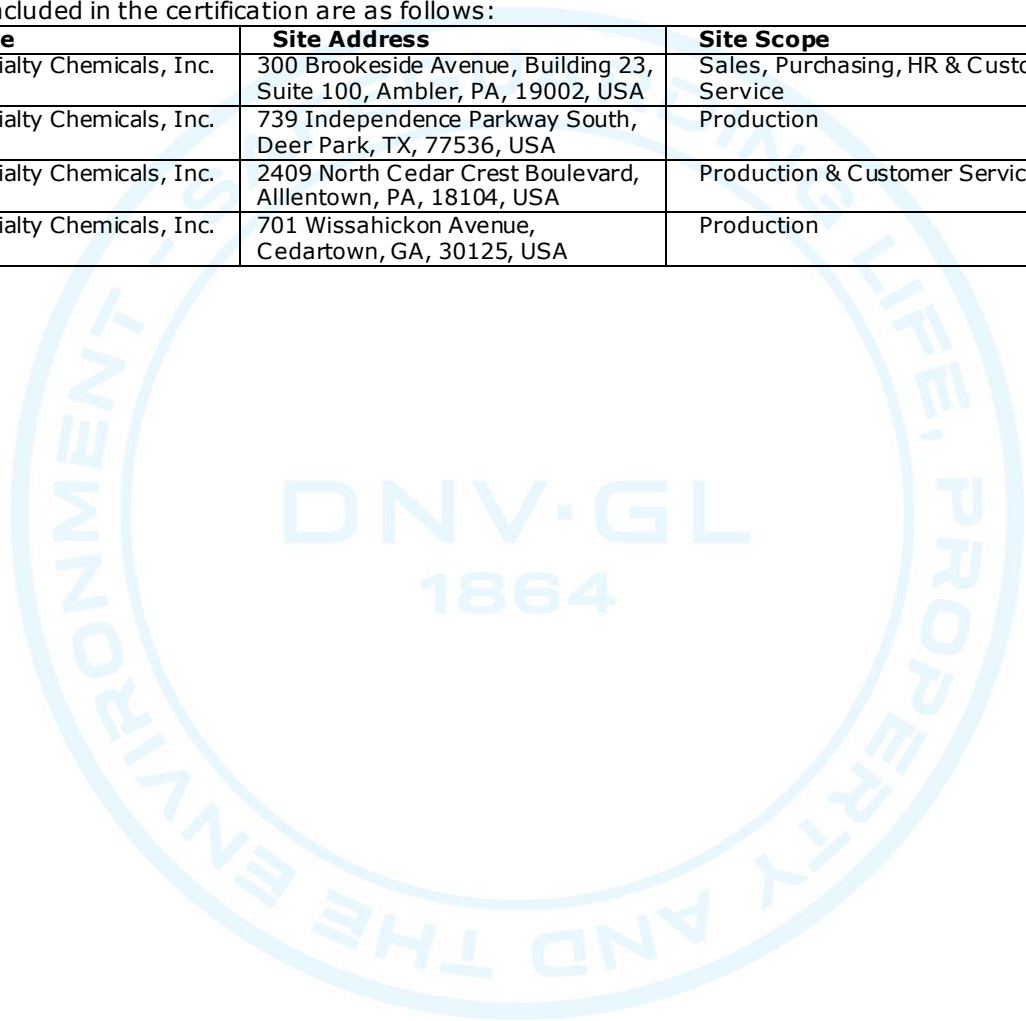 ncluded in the certification are as follows:
e Site Address Site Scope
ialty Chemicals, Inc. 300 Brookeside Avenue, Building 23, Sales, Purchasing, HR & Custo
Suite 100, Ambler, PA, 19002, USA Service
ialty Chemicals, Inc. 739 Independence Parkway South, Production
Deer Park, TX, 77536, USA
ialty Chemicals, Inc. 2409 North Cedar Crest Boulevard, Production & Customer Servic
Alllentown, PA, 18104, USA
ialty Chemicals, Inc. 701 Wissahickon Avenue, Production
Cedartown, GA, 30125, USA
DNV·GL
1864
LIFE, PROPERTY AND THE ENVIRONMENT